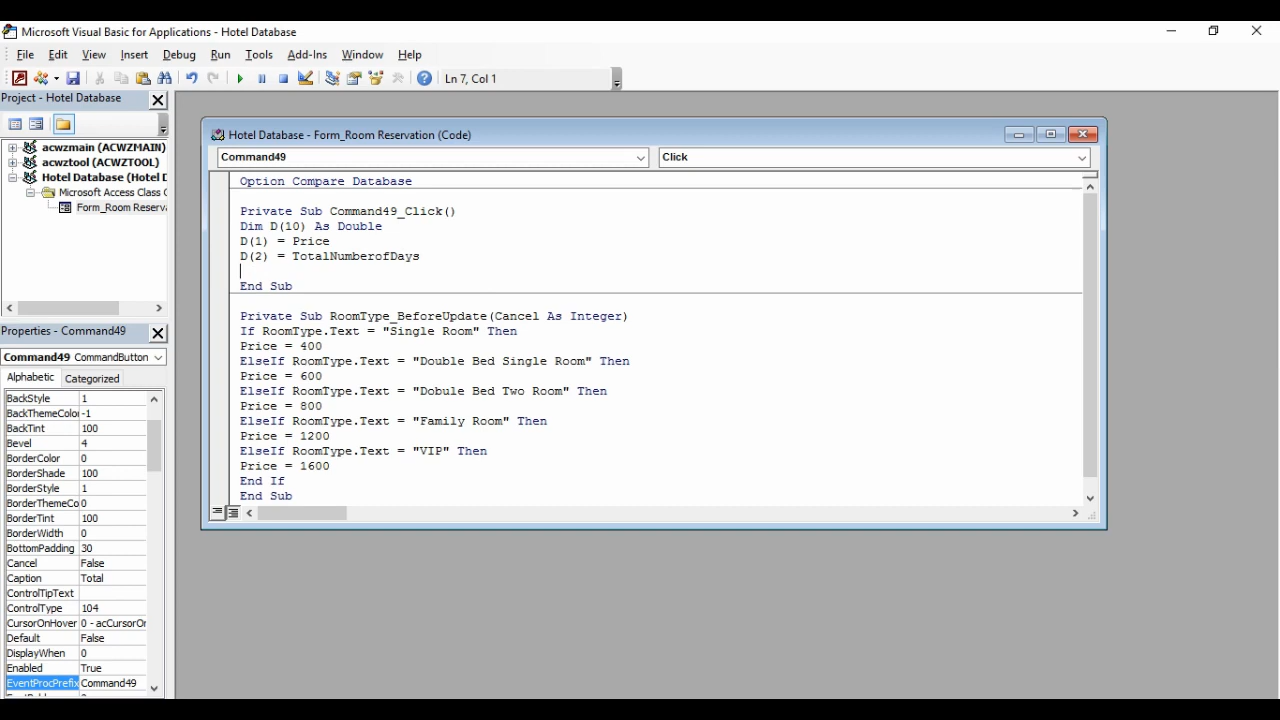 Microsoft Visual Basic for Applications - Hotel Database
File Edit View Insert Debug Run Tools Add-Ins Window Help
Ln 7, Col 1
Project - Hotel Database
acwzmain (ACWZMAIN)
acwztool (ACWZTOOL)
Hotel Database (Hotel D
Microsoft Access Class O
Form_Room Reserva
Properties - Command49
Command49 CommandButton
Alphabetic Categorized
BackStyle 1
BackThemeColor -1
BackTint 100
Bevel 4
BorderColor 0
BorderShade 100
BorderStyle 1
BorderThemeCo 0
BorderTint 100
BorderWidth 0
BottomPadding 30
Cancel False
Caption Total
ControlTipText
ControlType 104
CursorOnHover 0 - acCursorOn
Default False
DisplayWhen 0
Enabled True
EventProcPrefix Command49
Hotel Database - Form_Room Reservation (Code)
Command49 Click
Option Compare Database
Private Sub Command49_Click()
Dim D(10) As Double
D(1) = Price
D(2) = TotalNumberofDays
End Sub
Private Sub RoomType_BeforeUpdate(Cancel As Integer)
If RoomType.Text = "Single Room" Then
Price = 400
ElseIf RoomType.Text = "Double Bed Single Room" Then
Price = 600
ElseIf RoomType.Text = "Dobule Bed Two Room" Then
Price = 800
ElseIf RoomType.Text = "Family Room" Then
Price = 1200
ElseIf RoomType.Text = "VIP" Then
Price = 1600
End If
End Sub